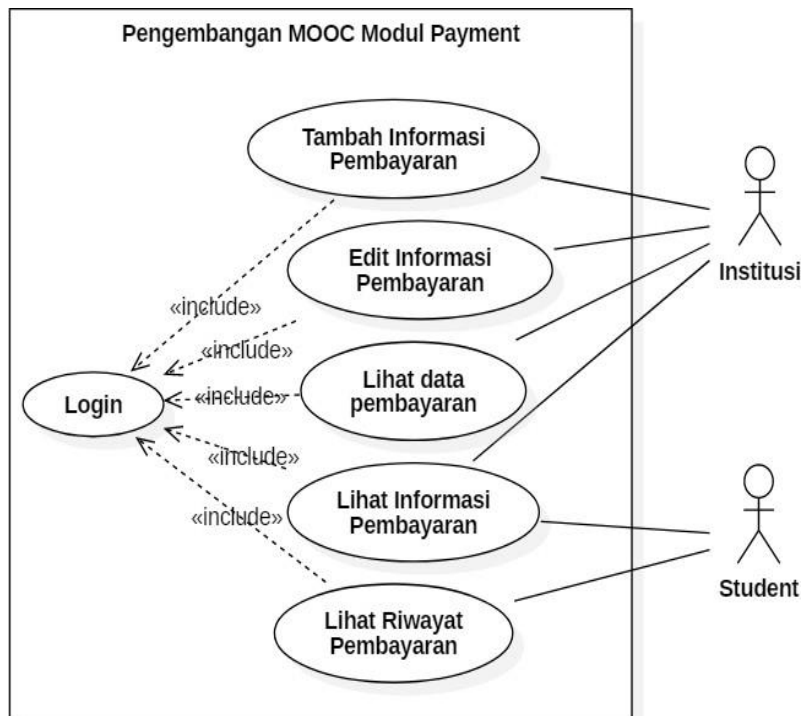 Pengembangan MOOC Modul Payment
Tambah Informasi
Pembayaran
Edit Informasi
Pembayaran
Institusi
«include»
«include»
Lihat data
pembayaran
«include»
Login
«include»
Lihat Informasi
Pembayaran
«include»
Student
Lihat Riwayat
Pembayaran